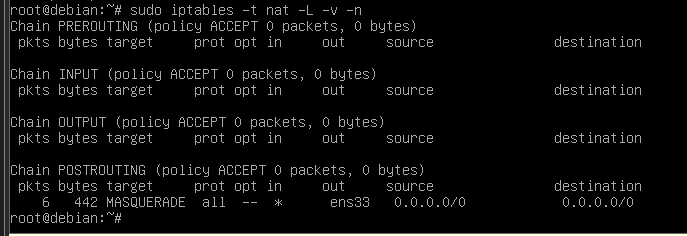 root@debian:~# sudo iptables -t nat -L -v -n
Chain PREROUTING (policy ACCEPT 0 packets, 0 bytes)
 pkts bytes target     prot opt in     out     source               destination

Chain INPUT (policy ACCEPT 0 packets, 0 bytes)
 pkts bytes target     prot opt in     out     source               destination

Chain OUTPUT (policy ACCEPT 0 packets, 0 bytes)
 pkts bytes target     prot opt in     out     source               destination

Chain POSTROUTING (policy ACCEPT 0 packets, 0 bytes)
 pkts bytes target     prot opt in     out     source               destination
    6   442 MASQUERADE  all  --  *      ens33   0.0.0.0/0            0.0.0.0/0
root@debian:~#